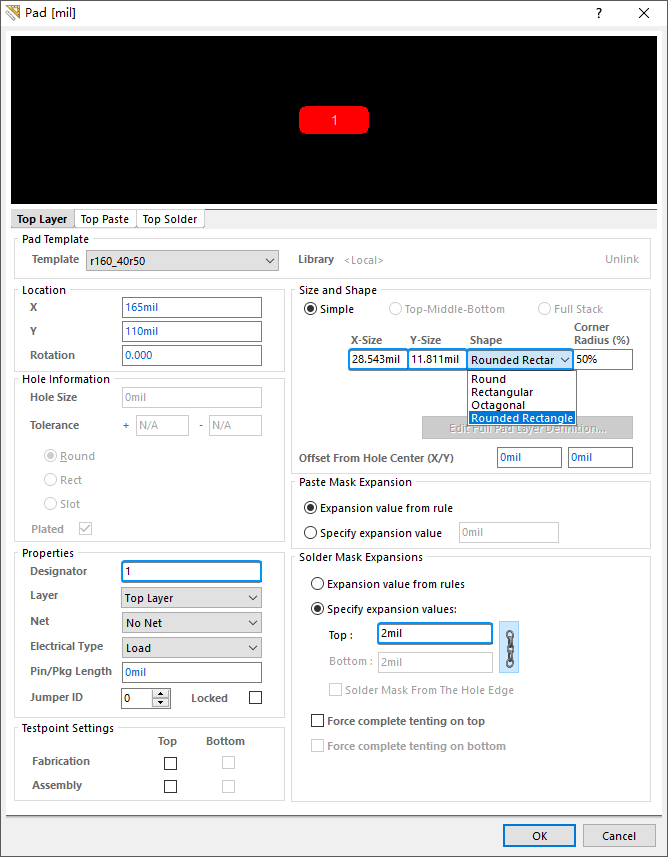 Pad [mil] ?
1
Top Layer Top Paste Top Solder
Pad Template
Template r160_40r50 Library <Local> Unlink
Location
X 165mil
Y 110mil
Rotation 0.000
Hole Information
Hole Size 0mil
Tolerance + N/A - N/A
Round
Rect
Slot
Plated
Properties
Designator 1
Layer Top Layer
Net No Net
Electrical Type Load
Pin/Pkg Length 0mil
Jumper ID 0 Locked
Testpoint Settings
Top Bottom
Fabrication
Assembly
Size and Shape
Simple Top-Middle-Bottom Full Stack
X-Size Y-Size Shape Corner Radius (%)
28.543mil 11.811mil Rounded Rectar 50%
Round
Rectangular
Octagonal
Rounded Rectangle
Edit Full Pad Layer Definition...
Offset From Hole Center (X/Y) 0mil 0mil
Paste Mask Expansion
Expansion value from rule
Specify expansion value 0mil
Solder Mask Expansions
Expansion value from rules
Specify expansion values:
Top : 2mil
Bottom : 2mil
Solder Mask From The Hole Edge
Force complete tenting on top
Force complete tenting on bottom
OK Cancel